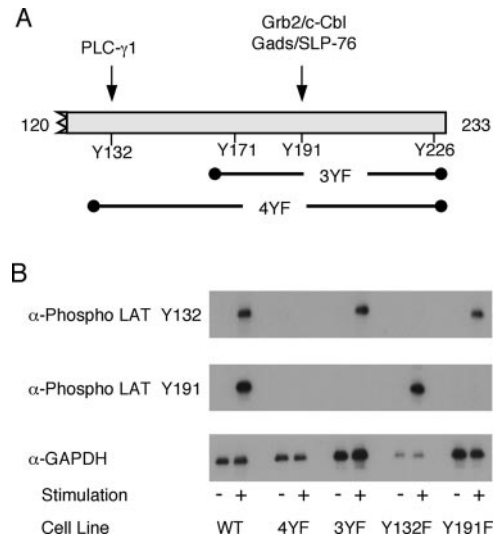 A
Grb2/c-Cbl
PLC-γ1 Gads/SLP-76
120 233
Y132 Y171 Y191 Y226
3YF
4YF
B
α-Phospho LAT Y132
α-Phospho LAT Y191
α-GAPDH
Stimulation - + - + - + - + - +
Cell Line WT 4YF 3YF Y132F Y191F